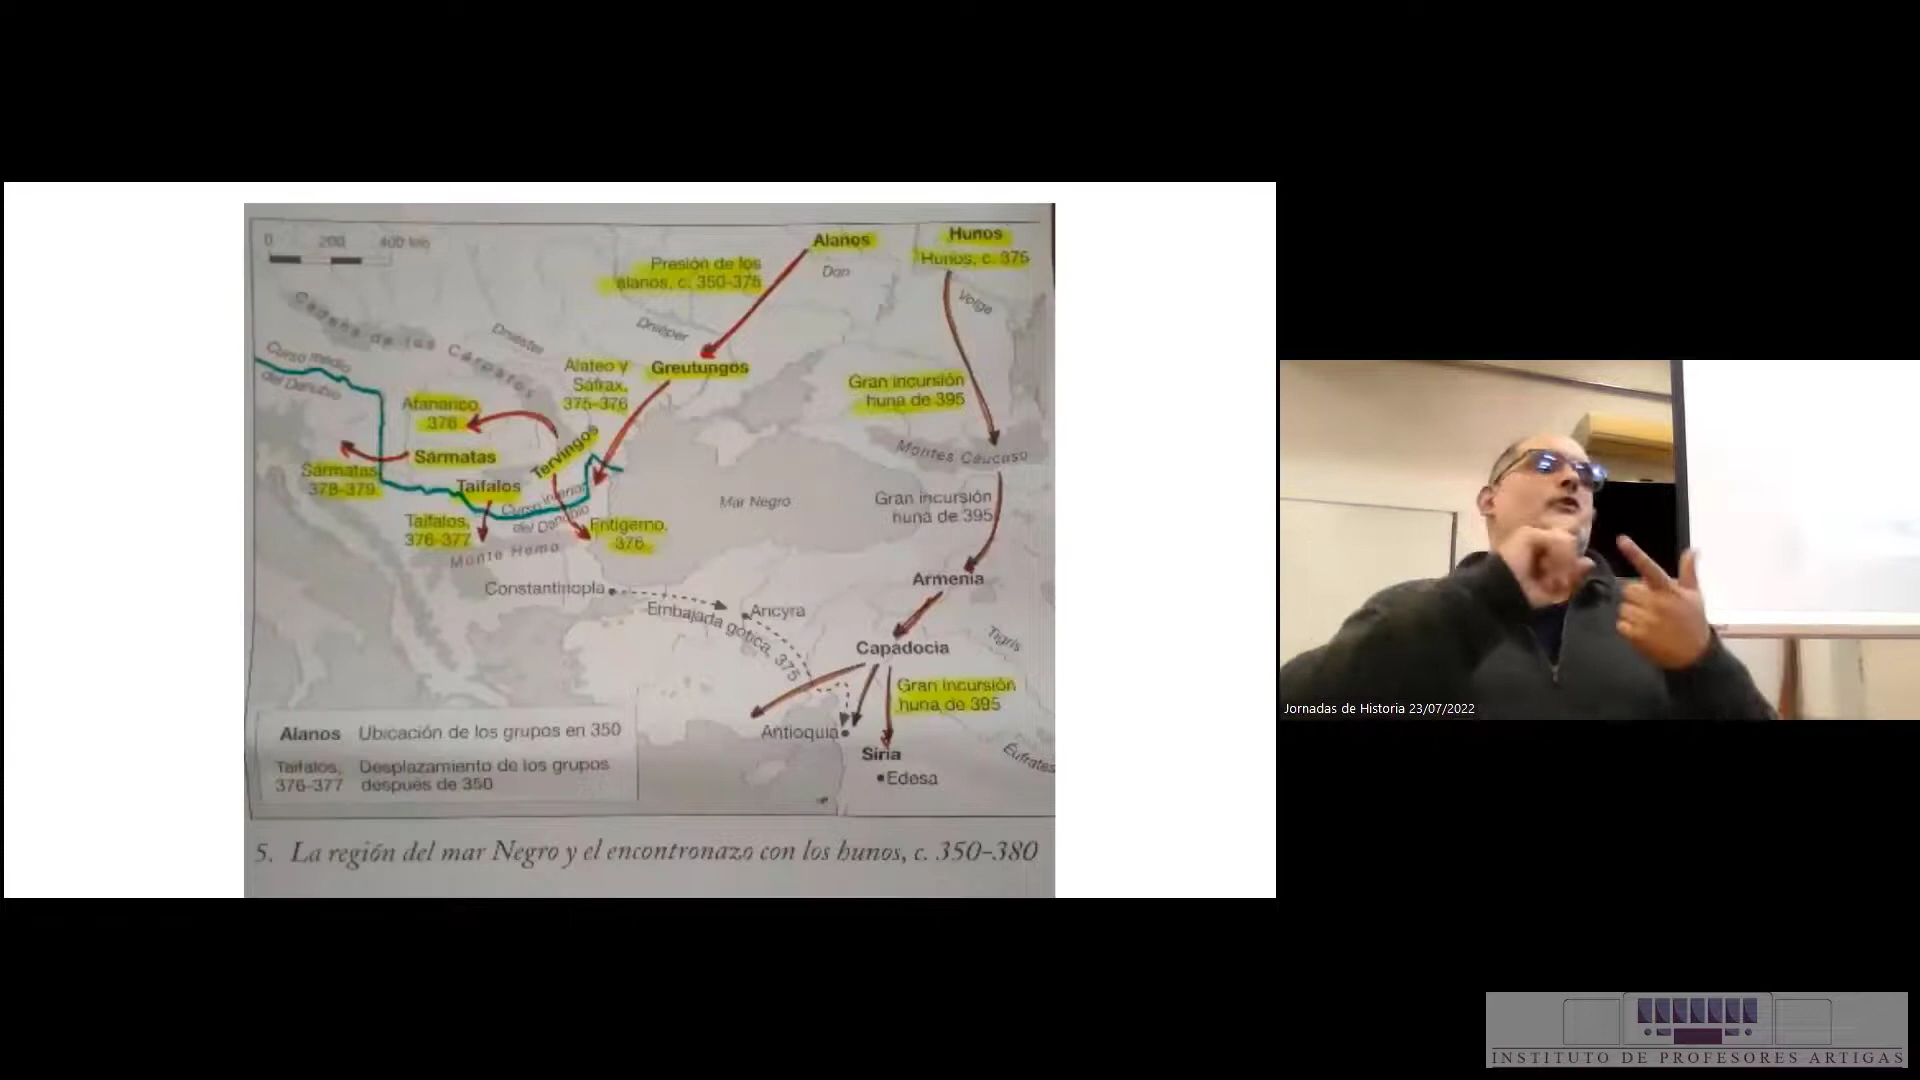 0 200 400 km
Alanos
Hunos
Hunos, c. 375
Presión de los
alanos, c. 350-375
Don
Volga
Dniéper
Dniéster
Cadena de los Cárpatos
Curso medio
del Danubio
Alateo y
Sáfrax,
375-376
Greutungos
Gran incursión
huna de 395
Atanarico,
376
Tervingos
Montes Cáucaso
Sármatas
Sármatas
378-379
Taifalos
Curso inferior
del Danubio
Mar Negro
Gran incursión
huna de 395
Taifalos,
376-377
Fritigerno,
376
Monte Hemo
Constantinopla
Armenia
Embajada gótica, 375
Ancyra
Tigris
Capadocia
Gran incursión
huna de 395
Antioquía
Siria
Edesa
Éufrates
Alanos Ubicación de los grupos en 350
Taifalos, Desplazamiento de los grupos
376-377 después de 350
5. La región del mar Negro y el encontronazo con los hunos, c. 350-380
Jornadas de Historia 23/07/2022
INSTITUTO DE PROFESORES ARTIGAS